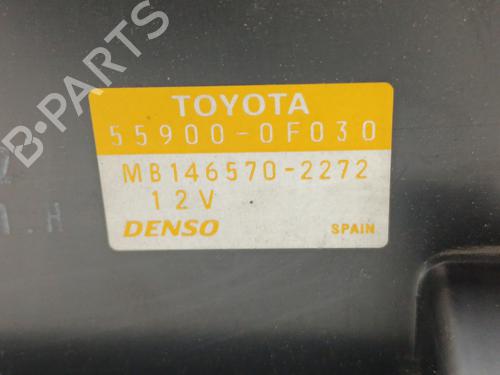 TOYOTA
55900-0F030
MB146570-2272
12V
DENSO SPAIN
B-PARTS